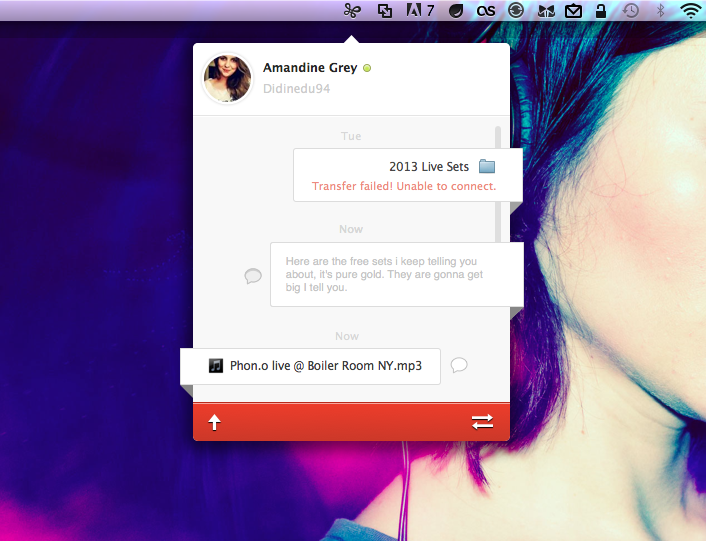 7
as
Amandine Grey
Didinedu94
Tue
2013 Live Sets
Transfer failed! Unable to connect.
Now
Here are the free sets i keep telling you
about, it's pure gold. They are gonna get
big I tell you.
Now
Phon.o live @ Boiler Room NY.mp3